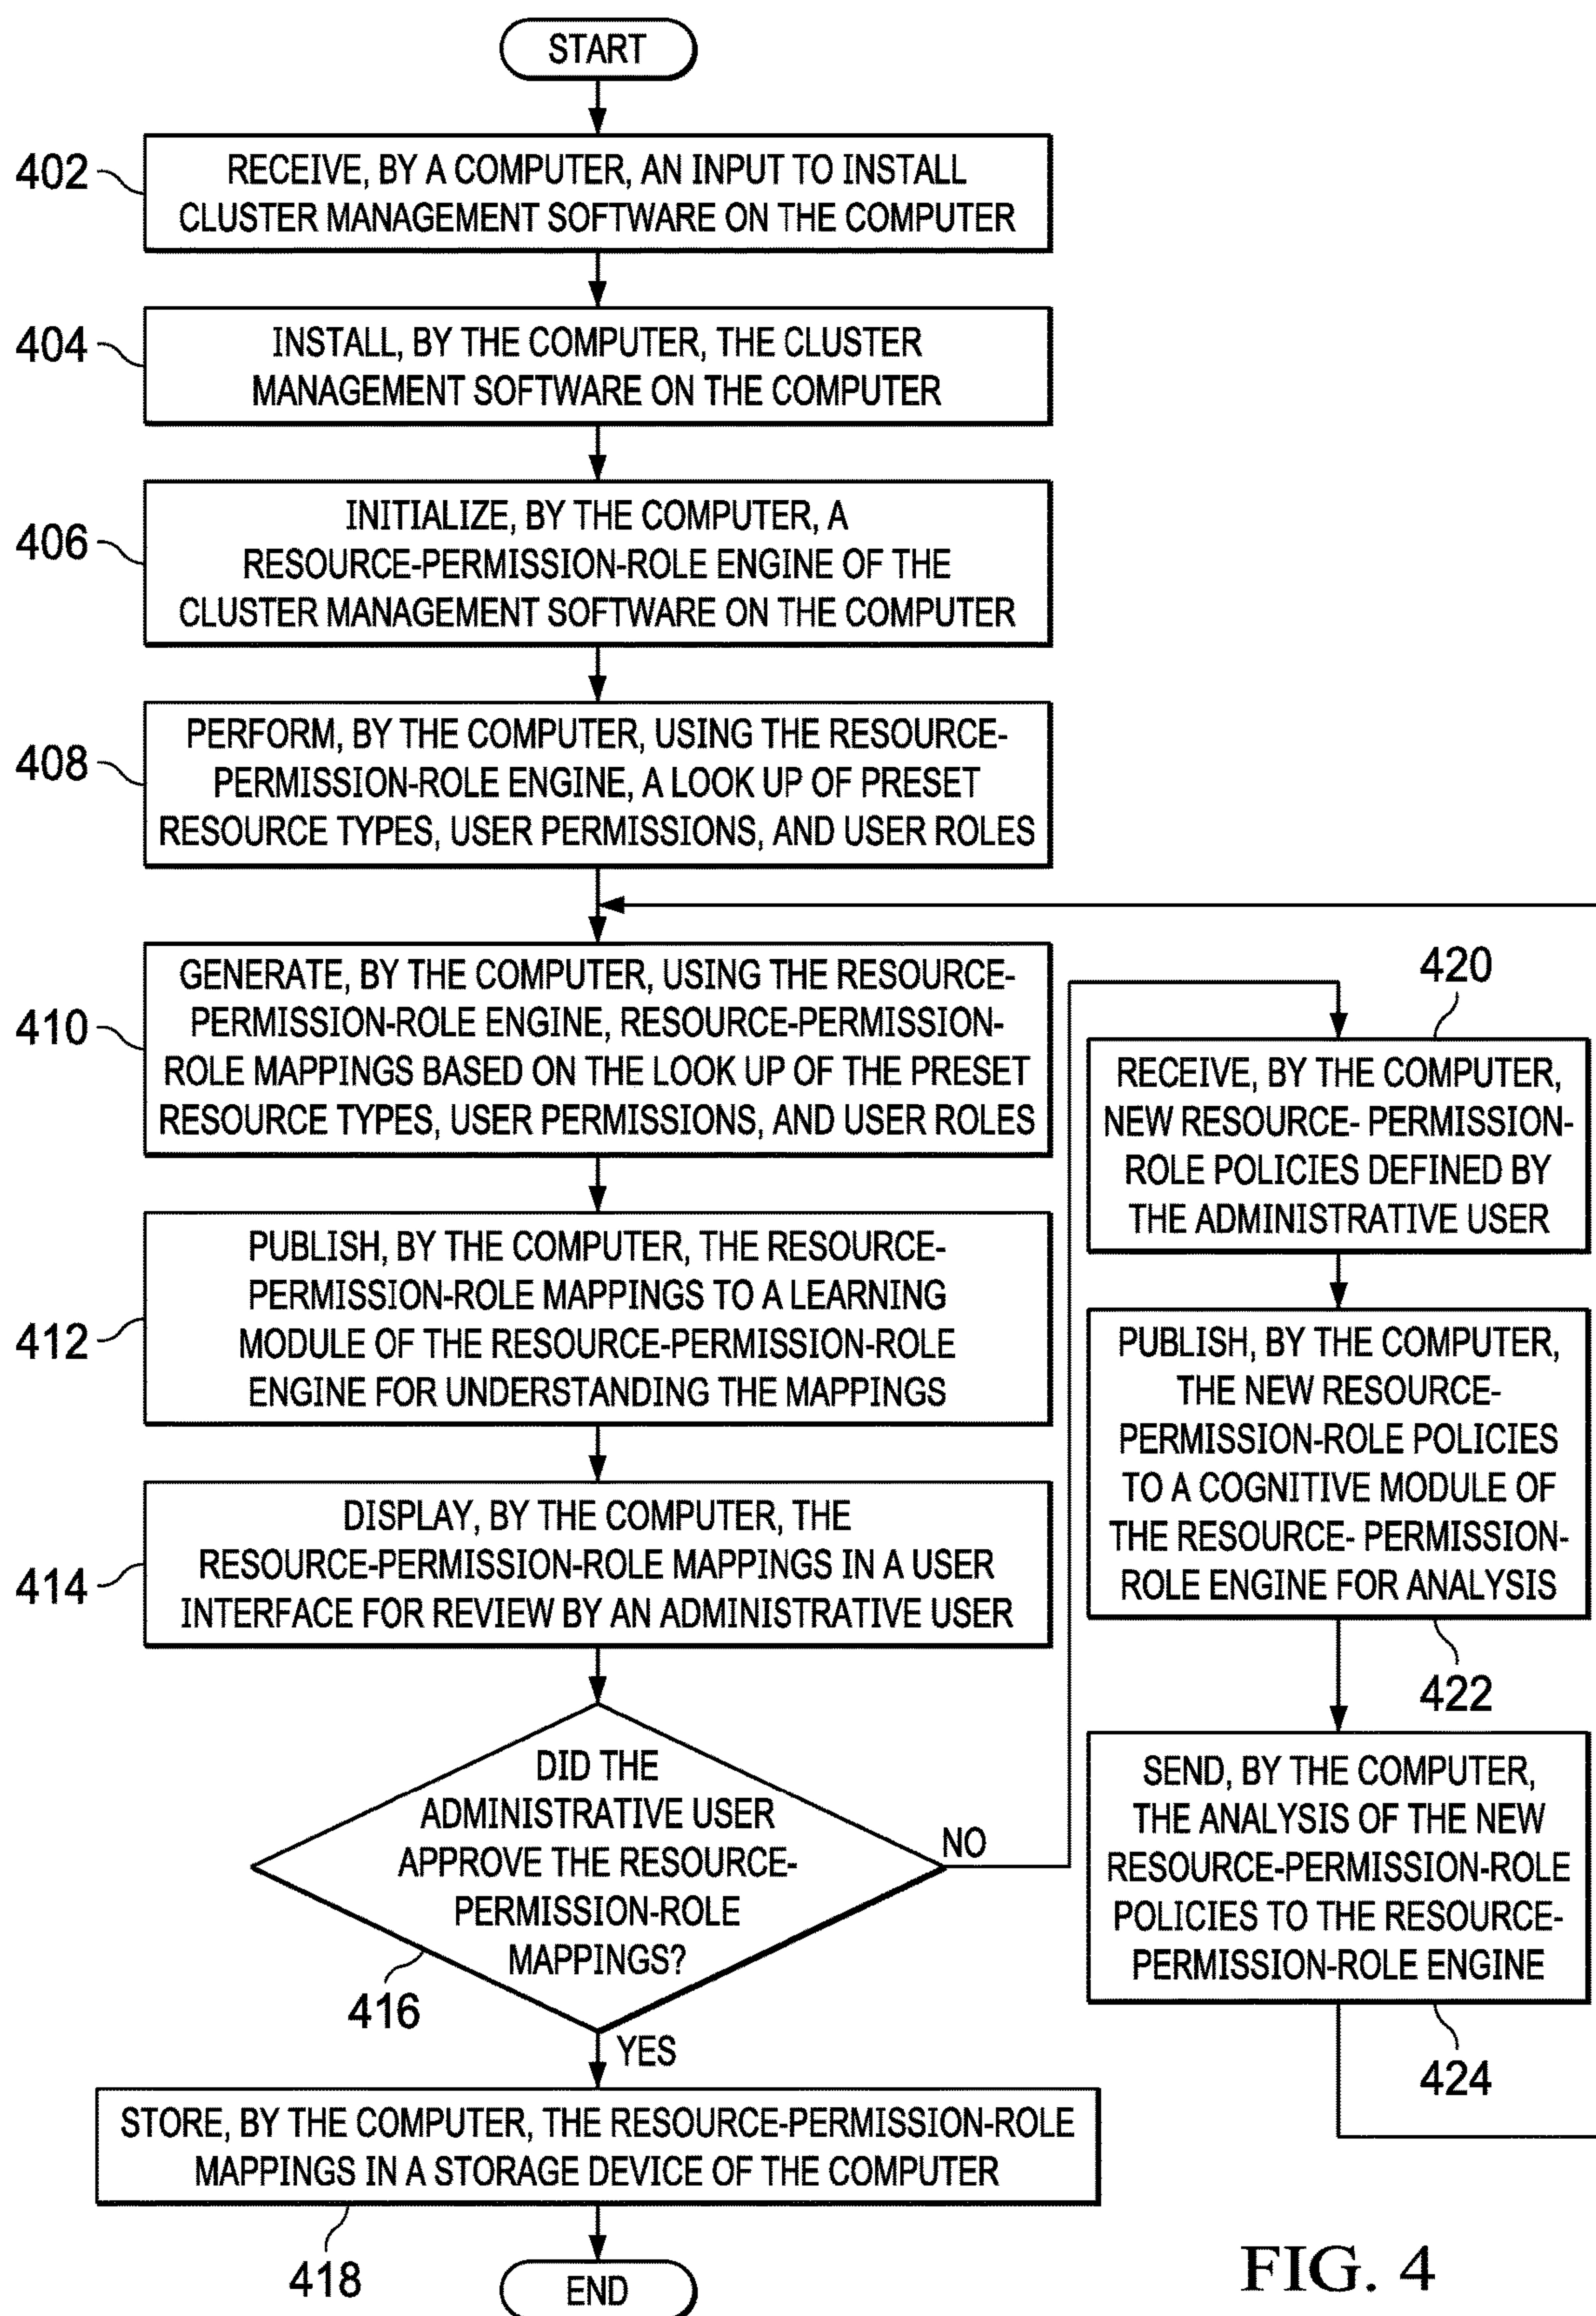 START
402
RECEIVE, BY A COMPUTER, AN INPUT TO INSTALL
CLUSTER MANAGEMENT SOFTWARE ON THE COMPUTER
404
INSTALL, BY THE COMPUTER, THE CLUSTER
MANAGEMENT SOFTWARE ON THE COMPUTER
406
INITIALIZE, BY THE COMPUTER, A
RESOURCE-PERMISSION-ROLE ENGINE OF THE
CLUSTER MANAGEMENT SOFTWARE ON THE COMPUTER
408
PERFORM, BY THE COMPUTER, USING THE RESOURCE-
PERMISSION-ROLE ENGINE, A LOOK UP OF PRESET
RESOURCE TYPES, USER PERMISSIONS, AND USER ROLES
410
GENERATE, BY THE COMPUTER, USING THE RESOURCE-
PERMISSION-ROLE ENGINE, RESOURCE-PERMISSION-
ROLE MAPPINGS BASED ON THE LOOK UP OF THE PRESET
RESOURCE TYPES, USER PERMISSIONS, AND USER ROLES
412
PUBLISH, BY THE COMPUTER, THE RESOURCE-
PERMISSION-ROLE MAPPINGS TO A LEARNING
MODULE OF THE RESOURCE-PERMISSION-ROLE
ENGINE FOR UNDERSTANDING THE MAPPINGS
414
DISPLAY, BY THE COMPUTER, THE
RESOURCE-PERMISSION-ROLE MAPPINGS IN A USER
INTERFACE FOR REVIEW BY AN ADMINISTRATIVE USER
DID THE
ADMINISTRATIVE USER
APPROVE THE RESOURCE-
PERMISSION-ROLE
MAPPINGS?
416
NO
YES
STORE, BY THE COMPUTER, THE RESOURCE-PERMISSION-ROLE
MAPPINGS IN A STORAGE DEVICE OF THE COMPUTER
418
END
420
RECEIVE, BY THE COMPUTER,
NEW RESOURCE- PERMISSION-
ROLE POLICIES DEFINED BY
THE ADMINISTRATIVE USER
PUBLISH, BY THE COMPUTER,
THE NEW RESOURCE-
PERMISSION-ROLE POLICIES
TO A COGNITIVE MODULE OF
THE RESOURCE- PERMISSION-
ROLE ENGINE FOR ANALYSIS
422
SEND, BY THE COMPUTER,
THE ANALYSIS OF THE NEW
RESOURCE-PERMISSION-ROLE
POLICIES TO THE RESOURCE-
PERMISSION-ROLE ENGINE
424
FIG. 4